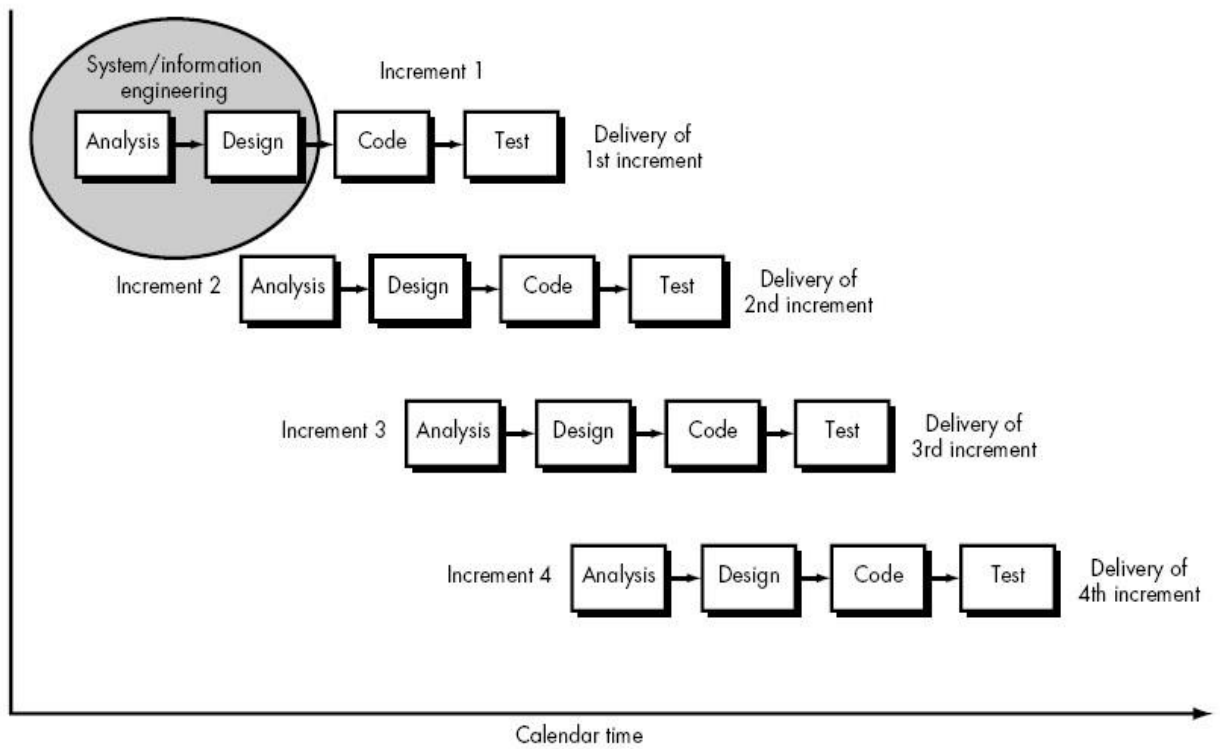 System/information
engineering
Increment 1
Analysis
Design
Code
Test
Delivery of
1st increment
Increment 2
Analysis
Design
Code
Test
Delivery of
2nd increment
Increment 3
Analysis
Design
Code
Test
Delivery of
3rd increment
Increment 4
Analysis
Design
Code
Test
Delivery of
4th increment
Calendar time